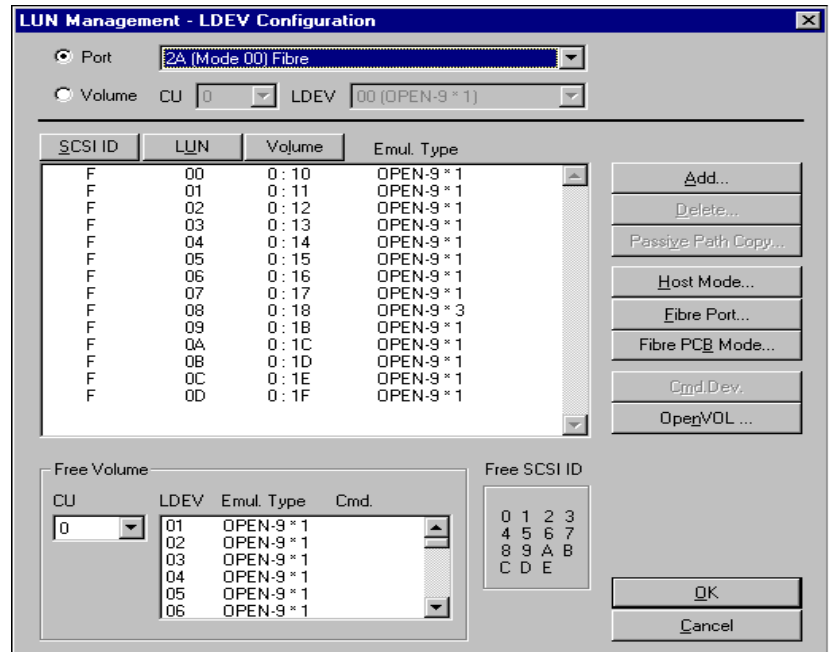 LUN Management - LDEV Configuration
Port 2A (Mode 00) Fibre
Volume CU 0 LDEV 00 (OPEN-9 * 1)
SCSI ID LUN Volume Emul. Type
F 00 0 : 10 OPEN-9 * 1
F 01 0 : 11 OPEN-9 * 1
F 02 0 : 12 OPEN-9 * 1
F 03 0 : 13 OPEN-9 * 1
F 04 0 : 14 OPEN-9 * 1
F 05 0 : 15 OPEN-9 * 1
F 06 0 : 16 OPEN-9 * 1
F 07 0 : 17 OPEN-9 * 1
F 08 0 : 18 OPEN-9 * 3
F 09 0 : 1B OPEN-9 * 1
F 0A 0 : 1C OPEN-9 * 1
F 0B 0 : 1D OPEN-9 * 1
F 0C 0 : 1E OPEN-9 * 1
F 0D 0 : 1F OPEN-9 * 1
Add...
Delete...
Passive Path Copy...
Host Mode...
Fibre Port...
Fibre PCB Mode...
Cmd.Dev.
OpenVOL ...
Free Volume
CU
0
LDEV Emul. Type Cmd.
01 OPEN-9 * 1
02 OPEN-9 * 1
03 OPEN-9 * 1
04 OPEN-9 * 1
05 OPEN-9 * 1
06 OPEN-9 * 1
Free SCSI ID
0 1 2 3
4 5 6 7
8 9 A B
C D E
OK
Cancel